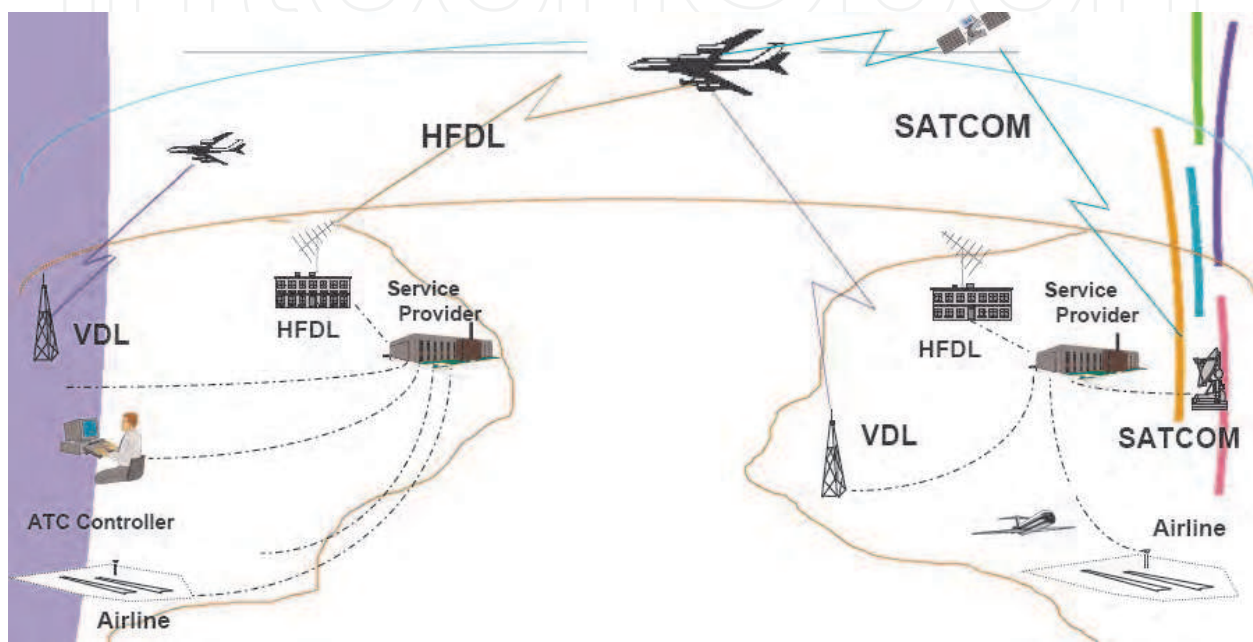 HFDL
SATCOM
Service
Provider
HFDL
VDL
Service
Provider
HFDL
VDL
SATCOM
ATC Controller
Airline
Airline